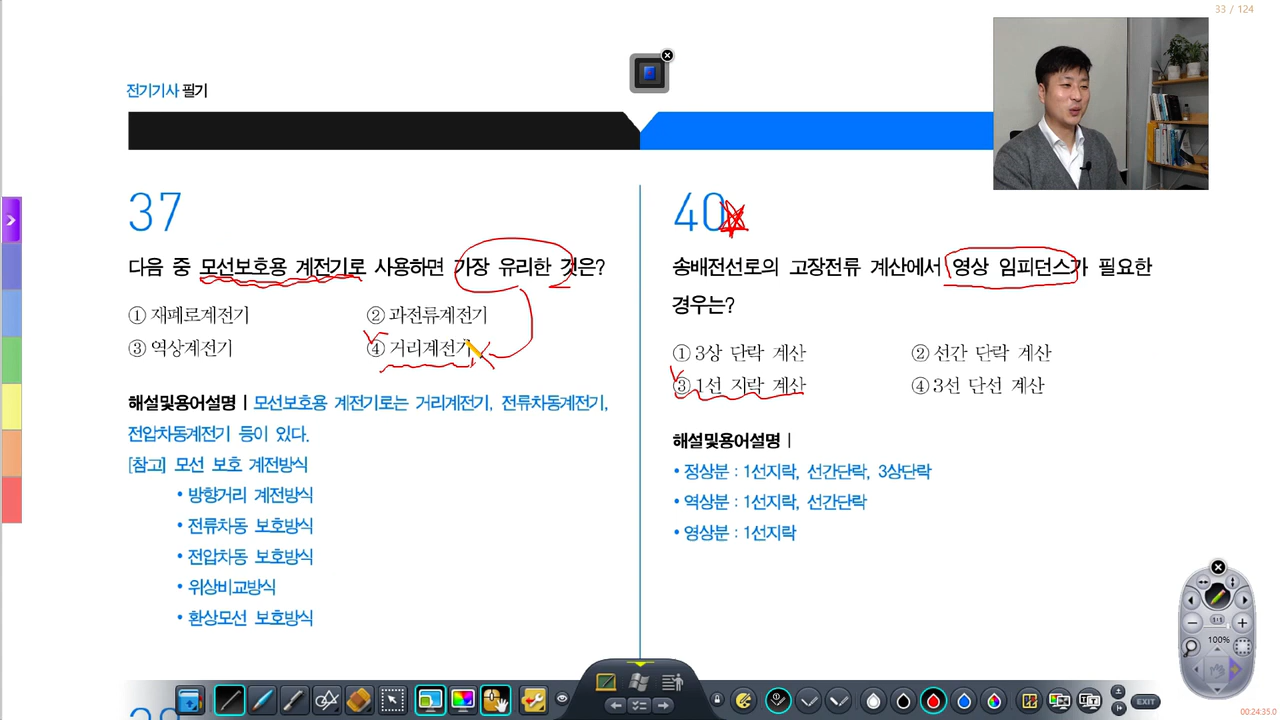 33 / 124
전기기사 필기
37
다음 중 모선보호용 계전기로 사용하면 가장 유리한 것은?
① 재폐로계전기 ② 과전류계전기
③ 역상계전기 ④ 거리계전기
해설및용어설명 | 모선보호용 계전기로는 거리계전기, 전류차동계전기,
전압차동계전기 등이 있다.
[참고] 모선 보호 계전방식
• 방향거리 계전방식
• 전류차동 보호방식
• 전압차동 보호방식
• 위상비교방식
• 환상모선 보호방식
40
송배전선로의 고장전류 계산에서 영상 임피던스가 필요한
경우는?
① 3상 단락 계산 ② 선간 단락 계산
③ 1선 지락 계산 ④ 3선 단선 계산
해설및용어설명 |
• 정상분 : 1선지락, 선간단락, 3상단락
• 역상분 : 1선지락, 선간단락
• 영상분 : 1선지락
1:1
100%
EXIT
00:24:35.0